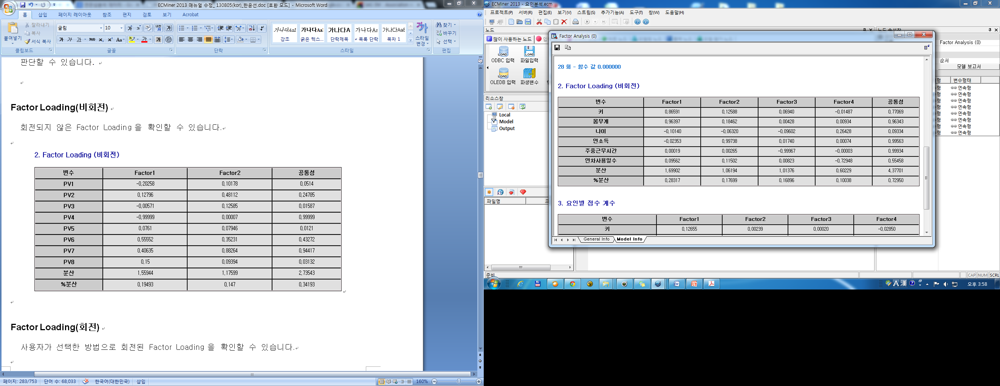 ECMiner 2013 매뉴얼 수정_ 130805(kor)_한윤선.doc [호환 모드] - Microsoft Word
홈 삽입 페이지 레이아웃 참조 편지 검토 보기 Acrobat
붙여넣기 잘라내기 복사 서식 복사 클립보드
굴림 10 글꼴
단락
가나다AaI 가나다Aa 가나다A 가나다Aa 가나다AaE
강조 굵은 텍스... 단락제목 목록 단락 목차 1
스타일 변경 스타일
찾기 바꾸기 선택 편집
판단할 수 있습니다.
Factor Loading(비회전)
회전되지 않은 Factor Loading을 확인할 수 있습니다.
2. Factor Loading (비회전)
변수 Factor1 Factor2 공통성
PV1 -0.20258 0.10178 0.0514
PV2 0.12796 0.48112 0.24785
PV3 -0.00571 0.12585 0.01587
PV4 -0.99999 0.00007 0.99999
PV5 0.0761 0.07946 0.0121
PV6 0.55552 0.35231 0.43272
PV7 0.40635 0.88264 0.94417
PV8 0.15 0.09394 0.03132
분산 1.55944 1.17599 2.73543
%분산 0.19493 0.147 0.34193
Factor Loading(회전)
사용자가 선택한 방법으로 회전된 Factor Loading을 확인할 수 있습니다.
페이지: 283/753 단어 수: 68,033 한국어(대한민국) 삽입 160%
ECMiner 2013 - 요인분석.ecm
프로젝트(P) 서버(R) 편집(E) 보기(V) 스트림(S) 추가기능(A) 도구(T) 창(W) 도움말(H)
노드
많이 사용하는 노드
ODBC 입력 파일입력
OLEDB 입력 파생변수
리소스창
Local
Model
Output
파일명
준비
Factor Analysis (0)
28 회 - 함수 값 0.000000
2. Factor Loading (비회전)
변수 Factor1 Factor2 Factor3 Factor4 공통성
키 0.86591 0.12588 0.06940 -0.01487 0.77069
몸무게 0.96397 0.18462 0.00428 0.00934 0.96343
나이 -0.10140 -0.06320 -0.09602 0.26428 0.09334
연소득 -0.02353 0.99738 0.01740 0.00074 0.99563
주중근무시간 0.00019 0.00265 -0.99967 -0.00003 0.99934
연차사용일수 0.09562 0.11502 0.00823 -0.72948 0.55458
분산 1.69902 1.06194 1.01376 0.60229 4.37701
%분산 0.28317 0.17699 0.16896 0.10038 0.72950
3. 요인별 점수 계수
변수 Factor1 Factor2 Factor3 Factor4
키 0.12655 0.00239 0.00020 -0.02850
General Info Model Info
Factor Analysis (0)
순서
모델 보고서
변수형태
연속형
연속형
연속형
연속형
연속형
연속형
연속형
연속형
CAP NUM SCRL
A 漢 오후 3:58